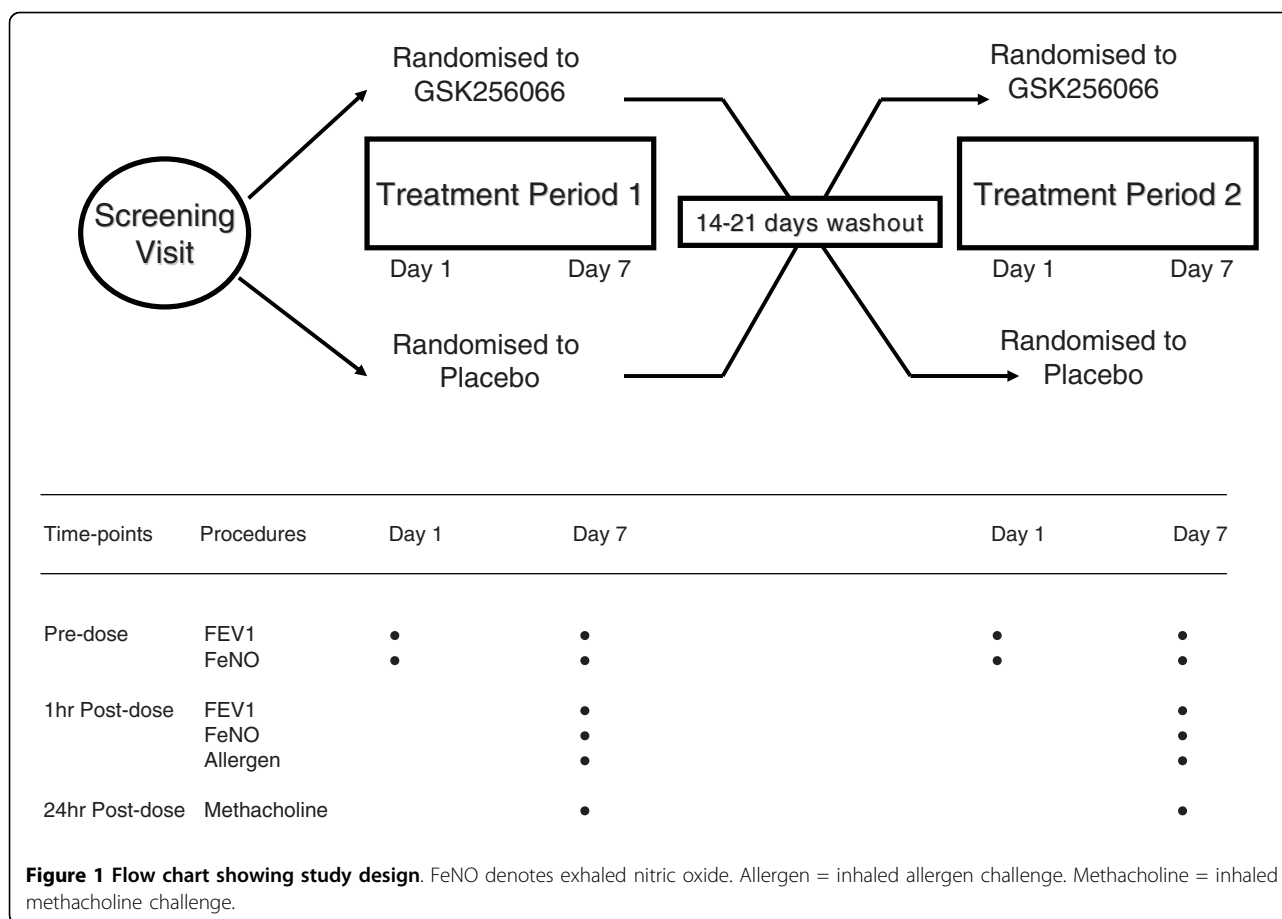 Randomised to
GSK256066
Randomised to
GSK256066
Screening
Visit
Treatment Period 1
14-21 days washout
Treatment Period 2
Day 1 Day 7
Day 1 Day 7
Randomised to
Placebo
Randomised to
Placebo
Time-points Procedures Day 1 Day 7 Day 1 Day 7
Pre-dose FEV1 • • • •
FeNO • • • •
1hr Post-dose FEV1 • •
FeNO • •
Allergen • •
24hr Post-dose Methacholine • •
Figure 1 Flow chart showing study design. FeNO denotes exhaled nitric oxide. Allergen = inhaled allergen challenge. Methacholine = inhaled
methacholine challenge.